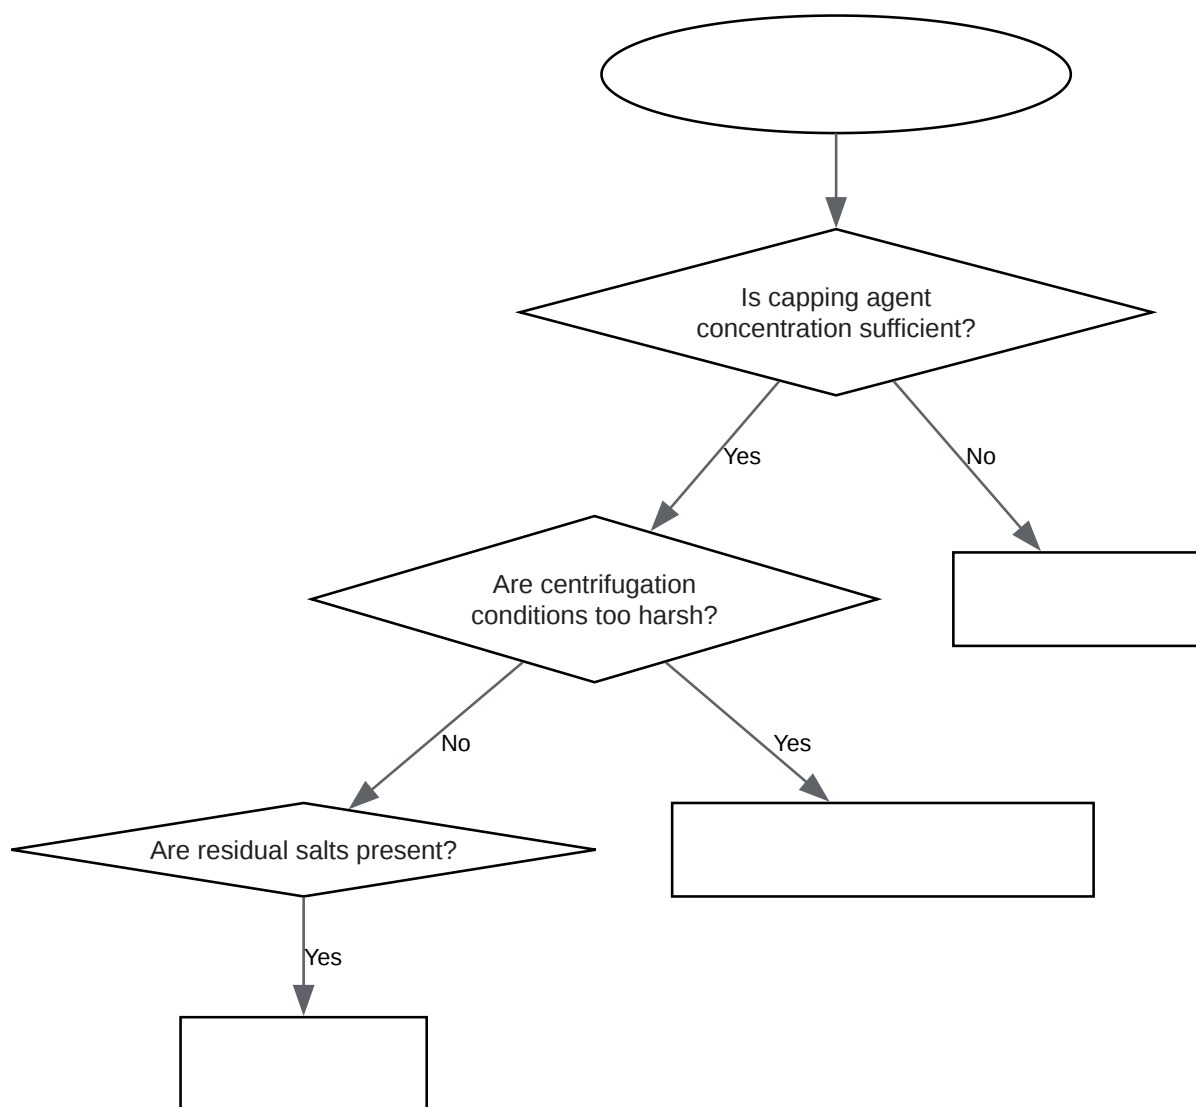 Is capping agent
concentration sufficient?
Yes
No
Are centrifugation
conditions too harsh?
No
Yes
Are residual salts present?
Yes